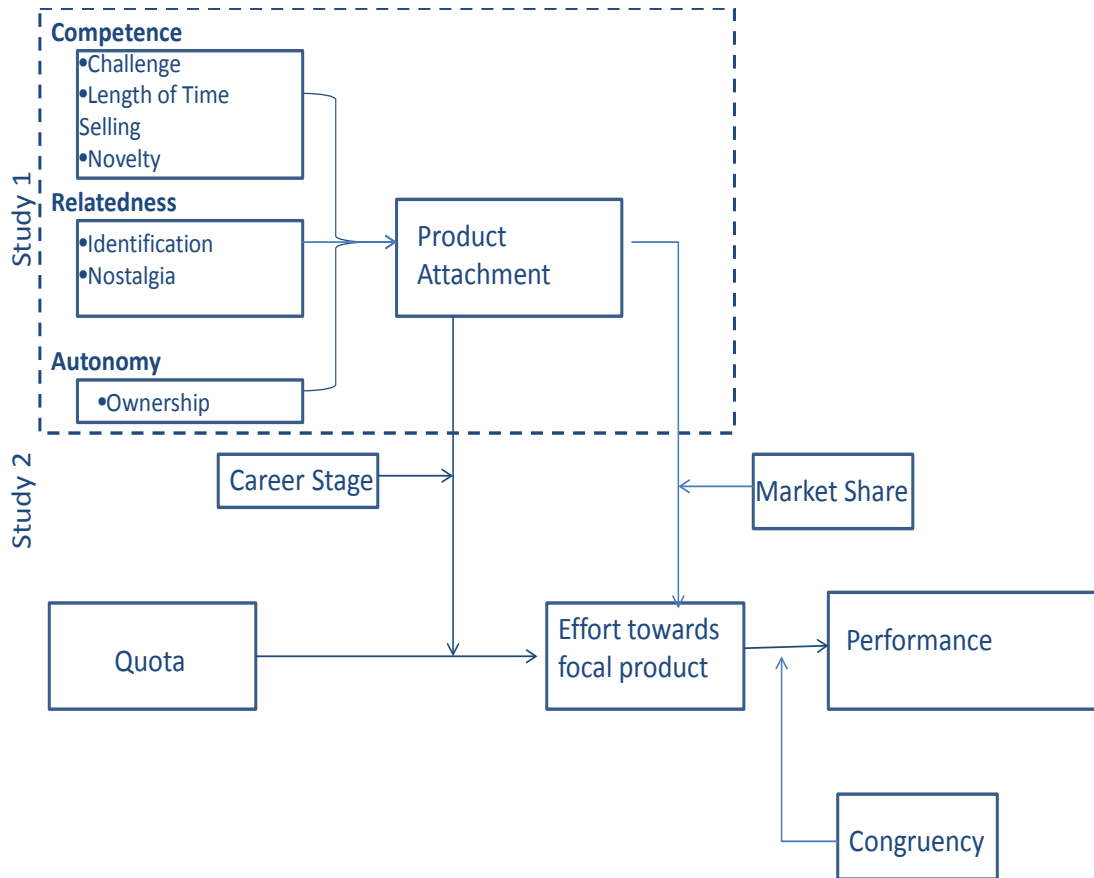 Study 1
Competence
•Challenge
•Length of Time
Selling
•Novelty
Relatedness
•Identification
•Nostalgia
Autonomy
•Ownership
Product
Attachment
Study 2
Career Stage
Market Share
Quota
Effort towards
focal product
Performance
Congruency